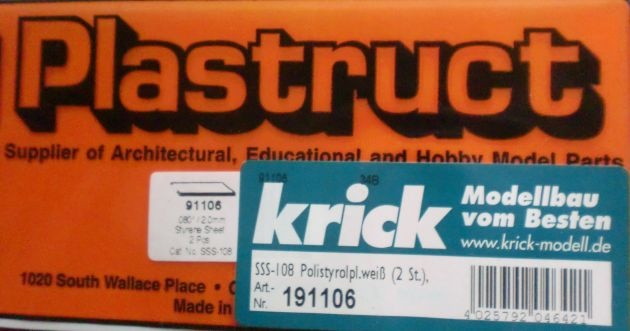 Plastruct
Supplier of Architectural, Educational and Hobby Model Parts
91106
.080"/2.0mm
Styrene Sheet
2 Pcs
Cat. No. SSS-108
1020 South Wallace Place •
Made in
91106 34B
krick
Modellbau
vom Besten
www.krick-modell.de
SSS-108 Polistyrolpl.weiß (2 St.),
Art.-
Nr. 191106
4 025792 046421